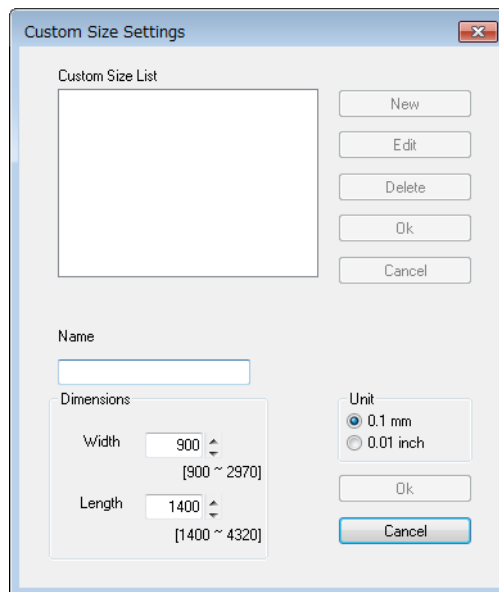 Custom Size Settings
Custom Size List
New
Edit
Delete
Ok
Cancel
Name
Dimensions
Width 900
[900 ~ 2970]
Length 1400
[1400 ~ 4320]
Unit
0.1 mm
0.01 inch
Ok
Cancel